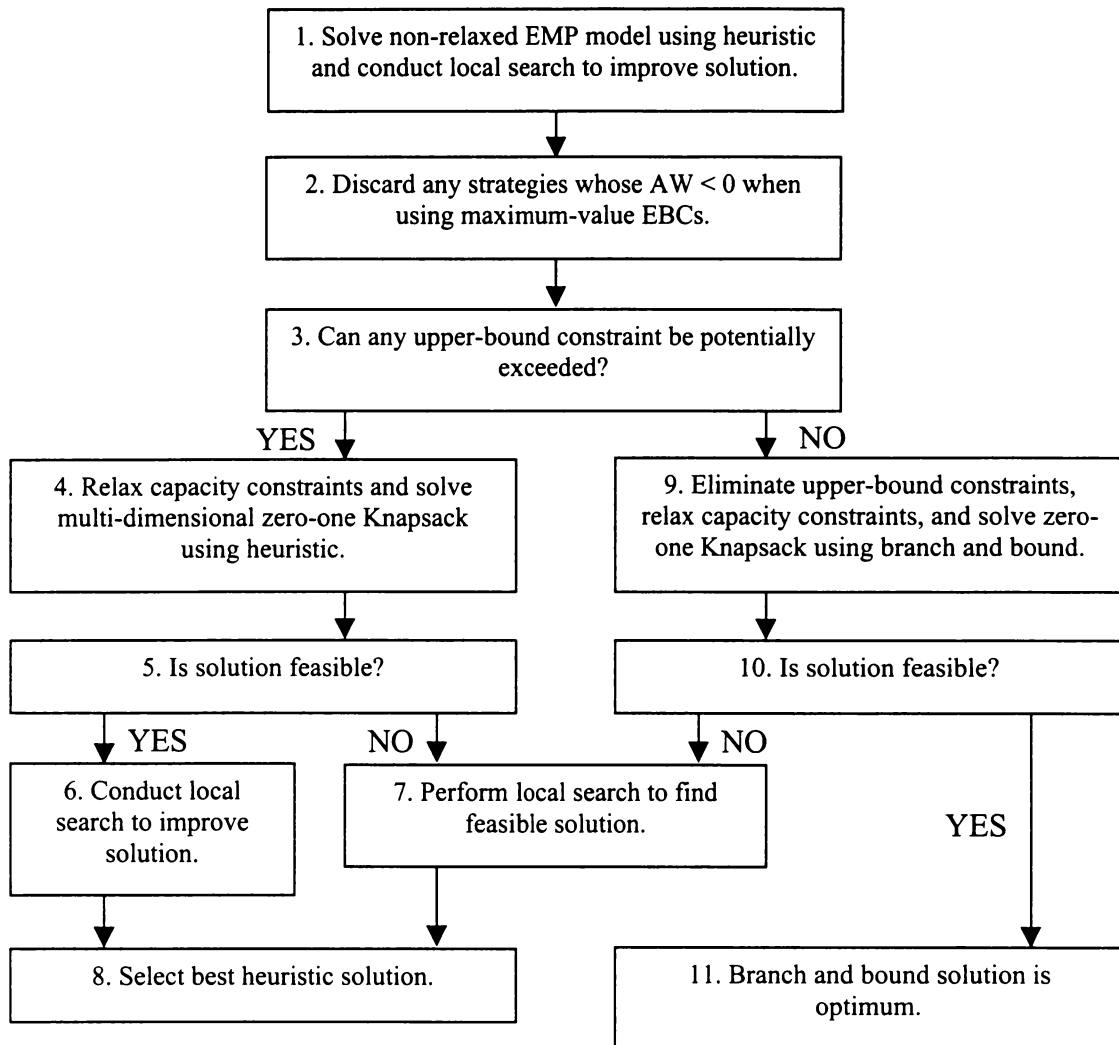 1. Solve non-relaxed EMP model using heuristic
and conduct local search to improve solution.
2. Discard any strategies whose AW < 0 when
using maximum-value EBCs.
3. Can any upper-bound constraint be potentially
exceeded?
YES
NO
4. Relax capacity constraints and solve
multi-dimensional zero-one Knapsack
using heuristic.
9. Eliminate upper-bound constraints,
relax capacity constraints, and solve zero-
one Knapsack using branch and bound.
5. Is solution feasible?
10. Is solution feasible?
YES
NO
NO
YES
6. Conduct local
search to improve
solution.
7. Perform local search to find
feasible solution.
8. Select best heuristic solution.
11. Branch and bound solution is
optimum.